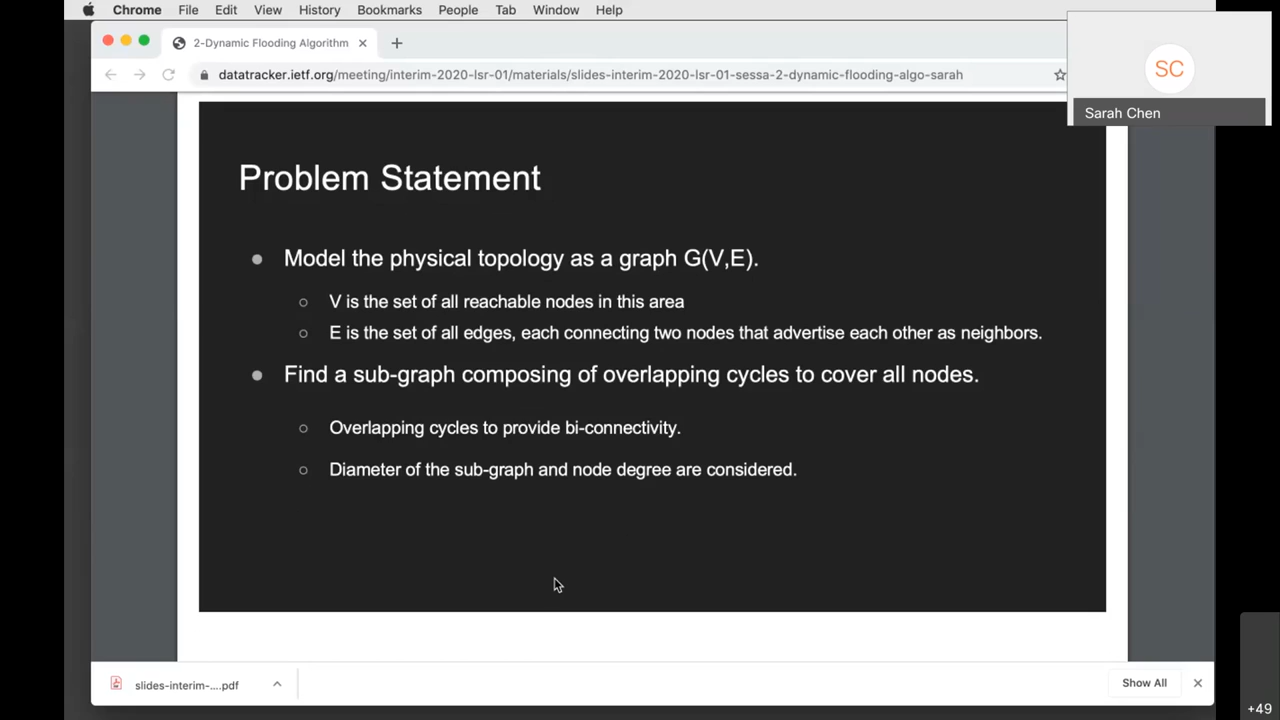 Chrome File Edit View History Bookmarks People Tab Window Help
2-Dynamic Flooding Algorithm
datatracker.ietf.org/meeting/interim-2020-lsr-01/materials/slides-interim-2020-lsr-01-sessa-2-dynamic-flooding-algo-sarah
SC
Sarah Chen
Problem Statement
Model the physical topology as a graph G(V,E).
V is the set of all reachable nodes in this area
E is the set of all edges, each connecting two nodes that advertise each other as neighbors.
Find a sub-graph composing of overlapping cycles to cover all nodes.
Overlapping cycles to provide bi-connectivity.
Diameter of the sub-graph and node degree are considered.
slides-interim-....pdf
Show All
+49